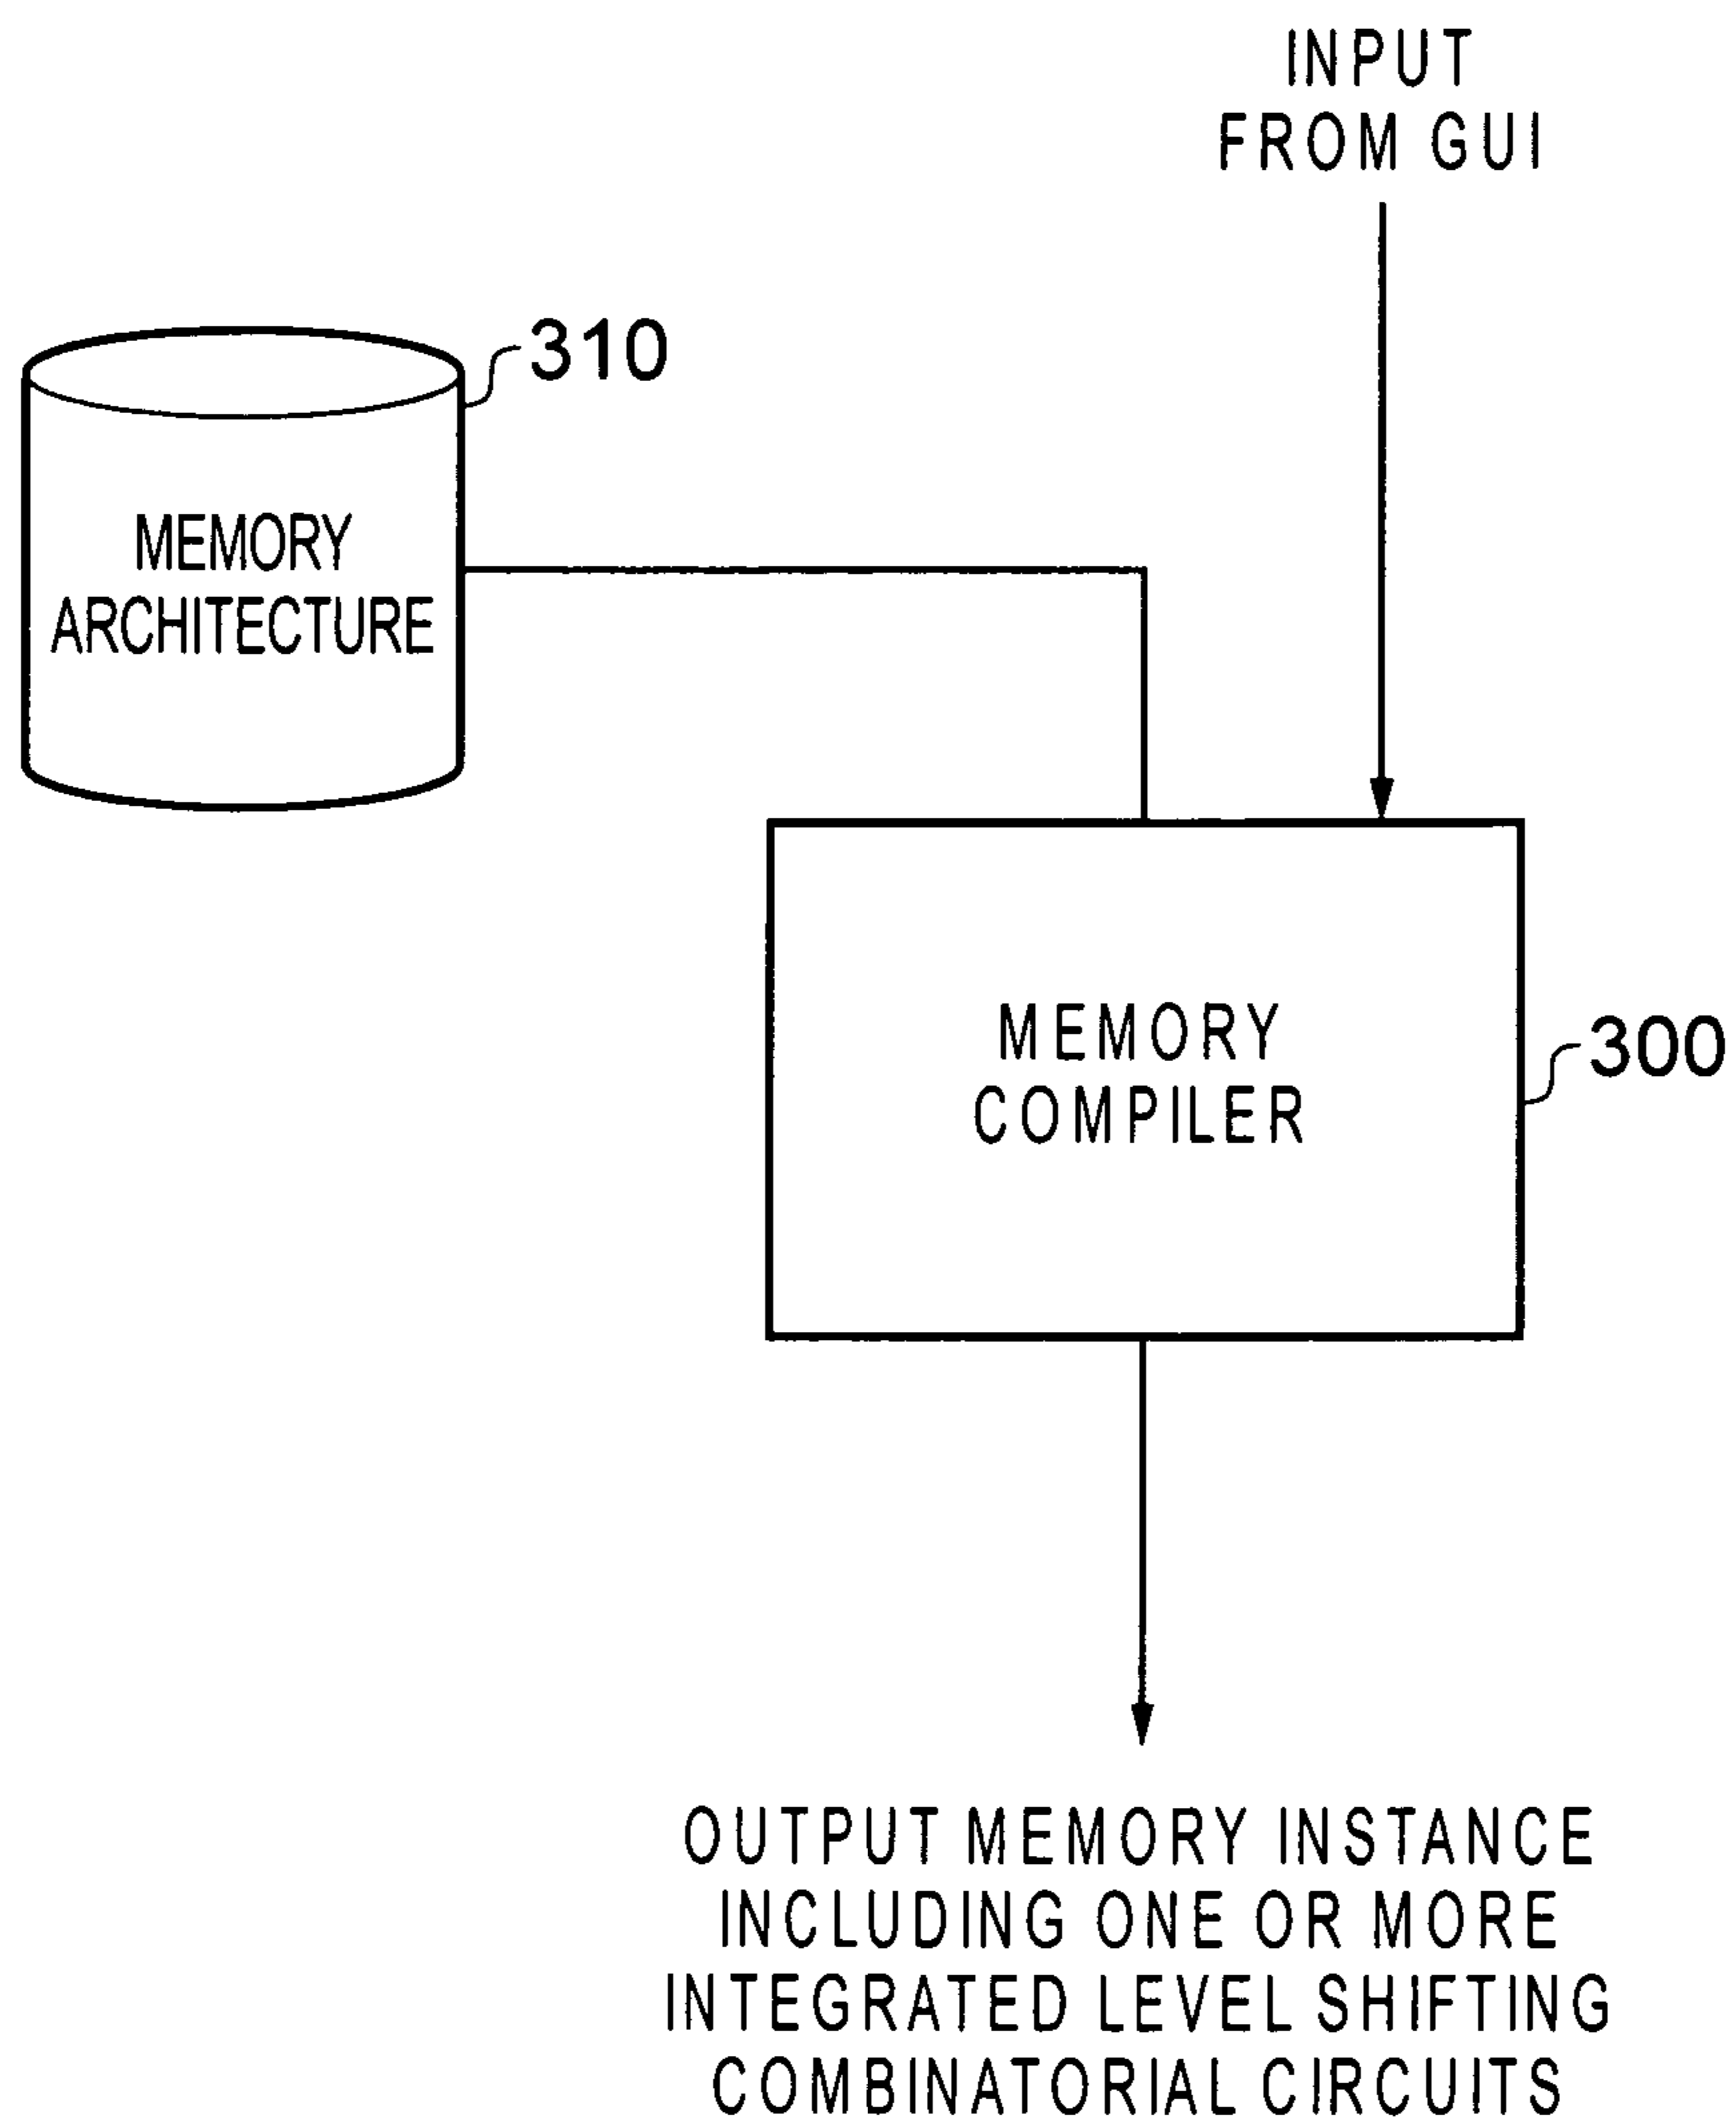 INPUT
FROM GUI
310
MEMORY
ARCHITECTURE
MEMORY
COMPILER
300
OUTPUT MEMORY INSTANCE
INCLUDING ONE OR MORE
INTEGRATED LEVEL SHIFTING
COMBINATORIAL CIRCUITS